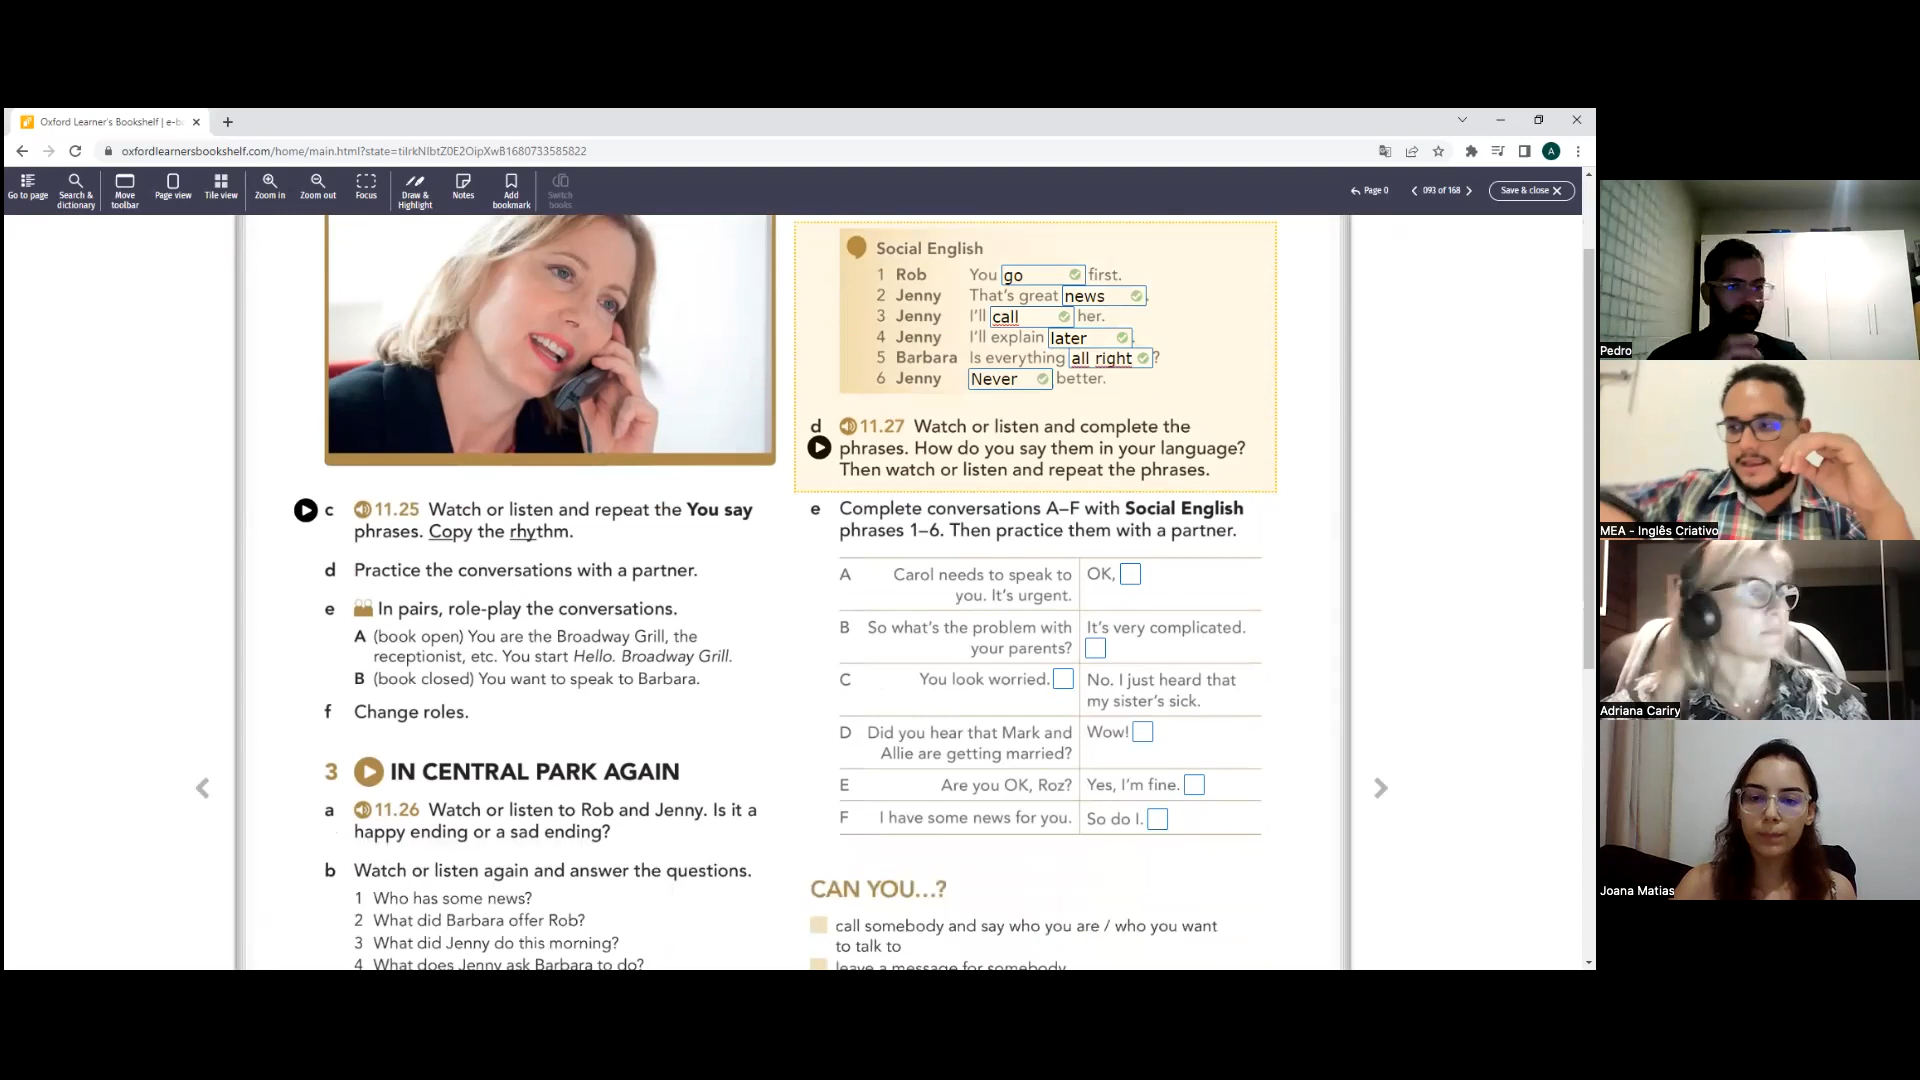 Oxford Learner's Bookshelf | e-b
oxfordlearnersbookshelf.com/home/main.html?state=tiIrkNIbtZ0E2OipXwB1680733585822
A
Go to page
Search & dictionary
Move toolbar
Page view
Tile view
Zoom in
Zoom out
Focus
Draw & Highlight
Notes
Add bookmark
Switch books
Page 0
093 of 168
Save & close
Social English
1 Rob You go first.
2 Jenny That's great news.
3 Jenny I'll call her.
4 Jenny I'll explain later.
5 Barbara Is everything all right?
6 Jenny Never better.
d 11.27 Watch or listen and complete the
phrases. How do you say them in your language?
Then watch or listen and repeat the phrases.
c 11.25 Watch or listen and repeat the You say
phrases. Copy the rhythm.
d Practice the conversations with a partner.
e In pairs, role-play the conversations.
A (book open) You are the Broadway Grill, the
receptionist, etc. You start Hello. Broadway Grill.
B (book closed) You want to speak to Barbara.
f Change roles.
3 IN CENTRAL PARK AGAIN
a 11.26 Watch or listen to Rob and Jenny. Is it a
happy ending or a sad ending?
b Watch or listen again and answer the questions.
1 Who has some news?
2 What did Barbara offer Rob?
3 What did Jenny do this morning?
4 What does Jenny ask Barbara to do?
e Complete conversations A–F with Social English
phrases 1–6. Then practice them with a partner.
A Carol needs to speak to OK,
you. It's urgent.
B So what's the problem with It's very complicated.
your parents?
C You look worried. No. I just heard that
my sister's sick.
D Did you hear that Mark and Wow!
Allie are getting married?
E Are you OK, Roz? Yes, I'm fine.
F I have some news for you. So do I.
CAN YOU...?
call somebody and say who you are / who you want
to talk to
leave a message for somebody
Pedro
MEA - Inglês Criativo
Adriana Cariry
Joana Matias